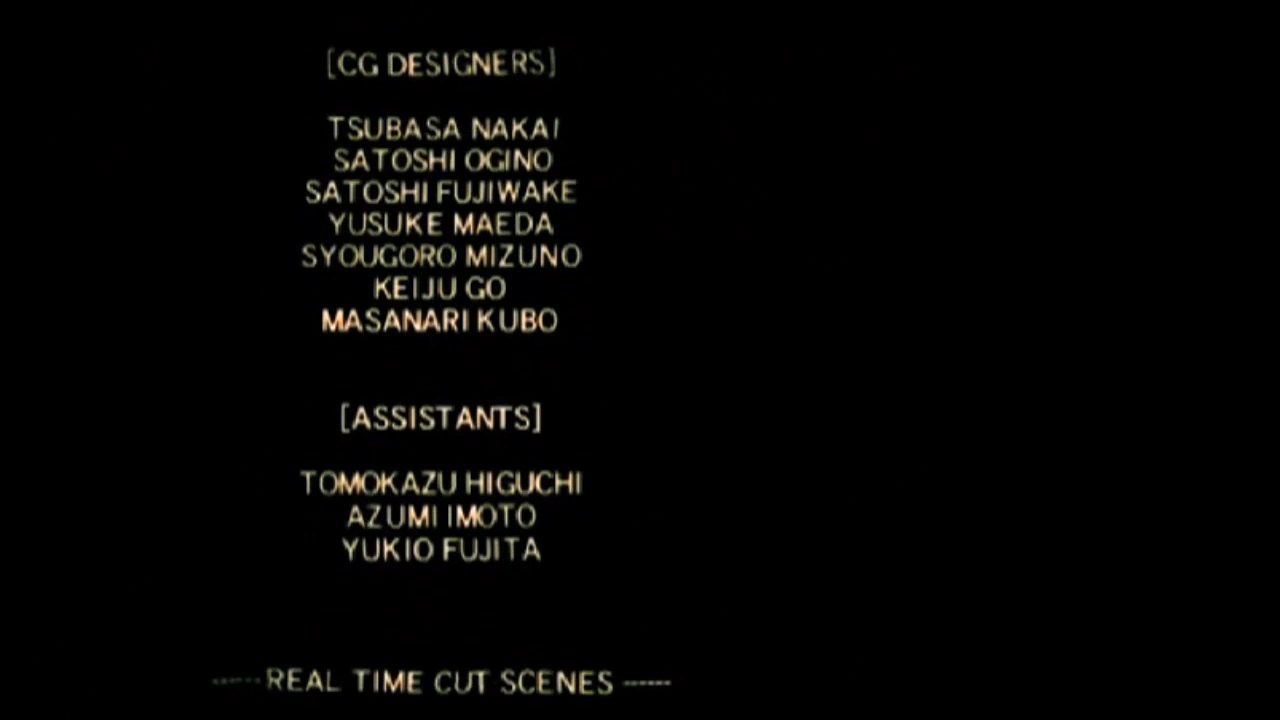 [CG DESIGNERS]
TSUBASA NAKAI
SATOSHI OGINO
SATOSHI FUJIWAKE
YUSUKE MAEDA
SYOUGORO MIZUNO
KEIJU GO
MASANARI KUBO
[ASSISTANTS]
TOMOKAZU HIGUCHI
AZUMI IMOTO
YUKIO FUJITA
------ REAL TIME CUT SCENES ------